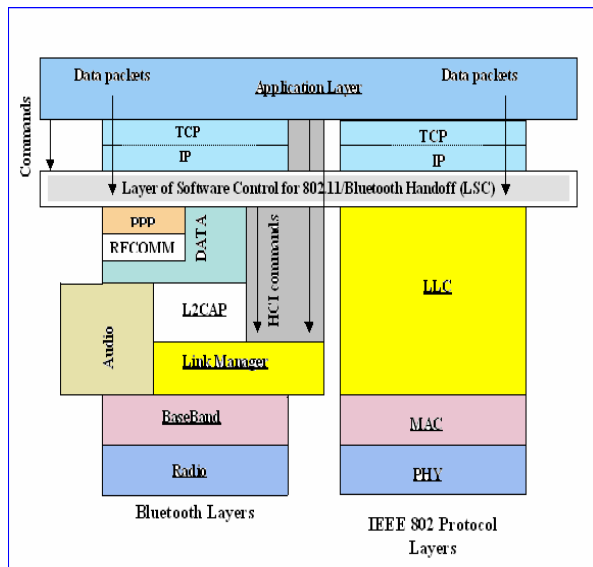 Data packets
Data packets
Application Layer
Commands
TCP
TCP
IP
IP
Layer of Software Control for 802.11/Bluetooth Handoff (LSC)
PPP
RFCOMM
DATA
HCI commands
LLC
L2CAP
Audio
Link Manager
BaseBand
MAC
Radio
PHY
Bluetooth Layers
IEEE 802 Protocol
Layers